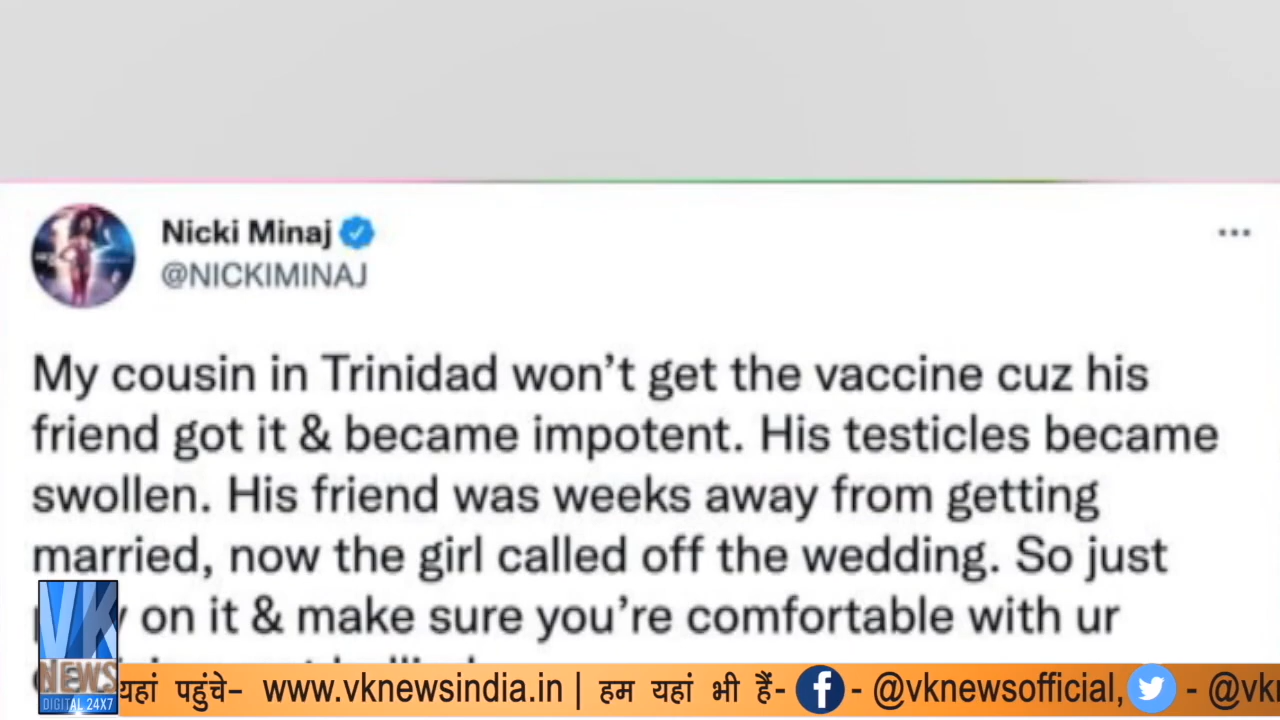 Nicki Minaj
@NICKIMINAJ
My cousin in Trinidad won't get the vaccine cuz his
friend got it & became impotent. His testicles became
swollen. His friend was weeks away from getting
married, now the girl called off the wedding. So just
on it & make sure you're comfortable with ur
VK
NEWS
DIGITAL 24X7
यहां पहुंचे- www.vknewsindia.in | हम यहां भी हैं- - @vknewsofficial, - @vk